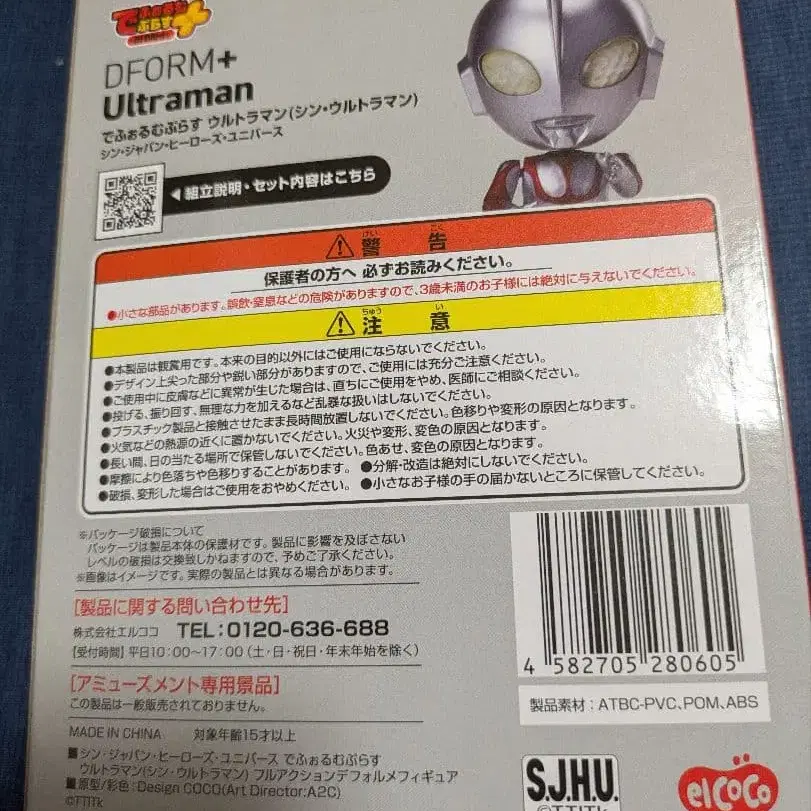 でふぉるむ
ぷらす
DFORM+
Ultraman
でふぉるむぷらす ウルトラマン(シン・ウルトラマン)
シン・ジャパン・ヒーローズ・ユニバース
◀組立説明・セット内容はこちら
⚠警告
けい こく
保護者の方へ 必ずお読みください。
●小さな部品があります。誤飲・窒息などの危険がありますので、3歳未満のお子様には絶対に与えないでください。
⚠注意
ちゅう い
●本製品は観賞用です。本来の目的以外にはご使用にならないでください。
●デザイン上尖った部分や鋭い部分がありますので、ご使用には充分ご注意ください。
●ご使用中に皮膚などに異常が生じた場合は、直ちにご使用をやめ、医師にご相談ください。
●投げる、振り回す、無理な力を加えるなど乱暴な扱いはしないでください。
●プラスチック製品と接触させたまま長時間放置しないでください。色移りや変形の原因となります。
●火気などの熱源の近くに置かないでください。火災や変形、変色の原因となります。
●長い間、日の当たる場所で保管しないでください。色あせ、変色の原因となります。
●摩擦により色落ちや色移りすることがあります。 ●分解・改造は絶対にしないでください。
●破損、変形した場合はご使用をおやめください。 ●小さなお子様の手の届かないところに保管してください。
※パッケージ破損について
パッケージは製品本体の保護材です。製品に影響を及ぼさない
レベルの破損は交換致しかねますので、予めご了承ください。
※画像はイメージです。実際の製品とは異なる場合があります。
[製品に関する問い合わせ先]
株式会社エルココ TEL:0120-636-688
【受付時間】平日10:00~17:00(土・日・祝日・年末年始を除く)
[アミューズメント専用景品]
この製品は一般販売されておりません。
MADE IN CHINA 対象年齢15才以上
■シン・ジャパン・ヒーローズ・ユニバース でふぉるむぷらす
ウルトラマン(シン・ウルトラマン) フルアクションデフォルメフィギュア
■原型/彩色:Design COCO(Art Director:A2C)
©TTITk
4 582705 280605
製品素材:ATBC-PVC、POM、ABS
S.J.H.U.
©TTITk
elcoco